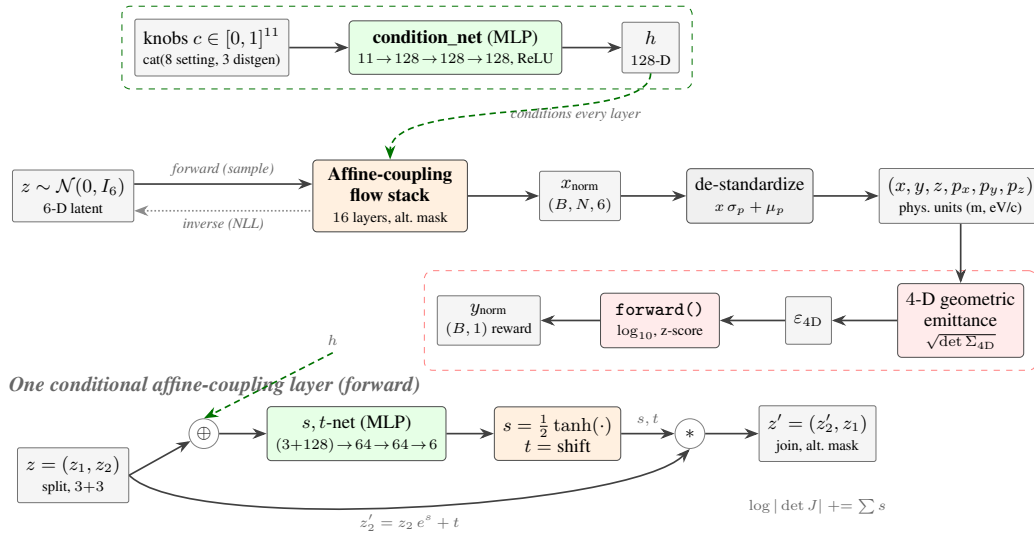 knobs c ∈ [0, 1]^11
cat(8 setting, 3 distgen)
condition_net (MLP)
11 → 128 → 128 → 128, ReLU
h
128-D
conditions every layer
z ∼ N(0, I_6)
6-D latent
forward (sample)
inverse (NLL)
Affine-coupling
flow stack
16 layers, alt. mask
x_norm
(B, N, 6)
de-standardize
x σ_p + μ_p
(x, y, z, p_x, p_y, p_z)
phys. units (m, eV/c)
y_norm
(B, 1) reward
forward()
log_10, z-score
ε_4D
4-D geometric
emittance
√det Σ_4D
h
One conditional affine-coupling layer (forward)
z = (z_1, z_2)
split, 3+3
⊕
s, t-net (MLP)
(3+128) → 64 → 64 → 6
s = ½ tanh(·)
t = shift
s, t
∗
z′ = (z′_2, z_1)
join, alt. mask
z′_2 = z_2 e^s + t
log | det J | += ∑ s